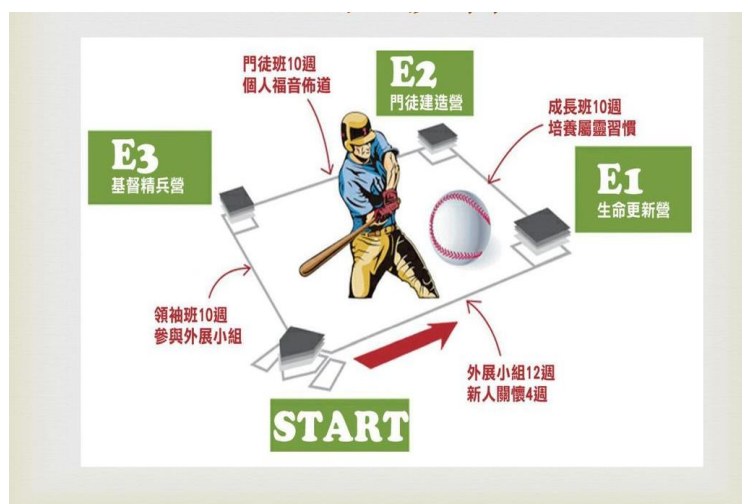 門徒班10週
個人福音佈道
E2
門徒建造營
成長班10週
培養屬靈習慣
E3
基督精兵營
E1
生命更新營
領袖班10週
參與外展小組
外展小組12週
新人關懷4週
START